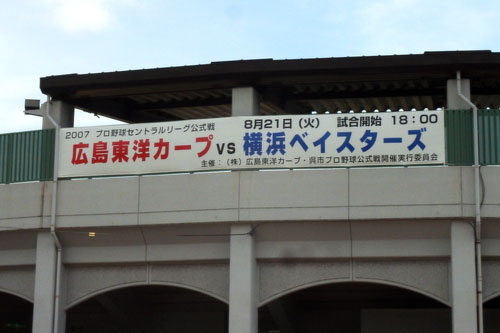 2007 プロ野球セントラルリーグ公式戦 8月21日(火) 試合開始 18:00
広島東洋カープ vs 横浜ベイスターズ
主催:(株)広島東洋カープ・呉市プロ野球公式戦開催実行委員会